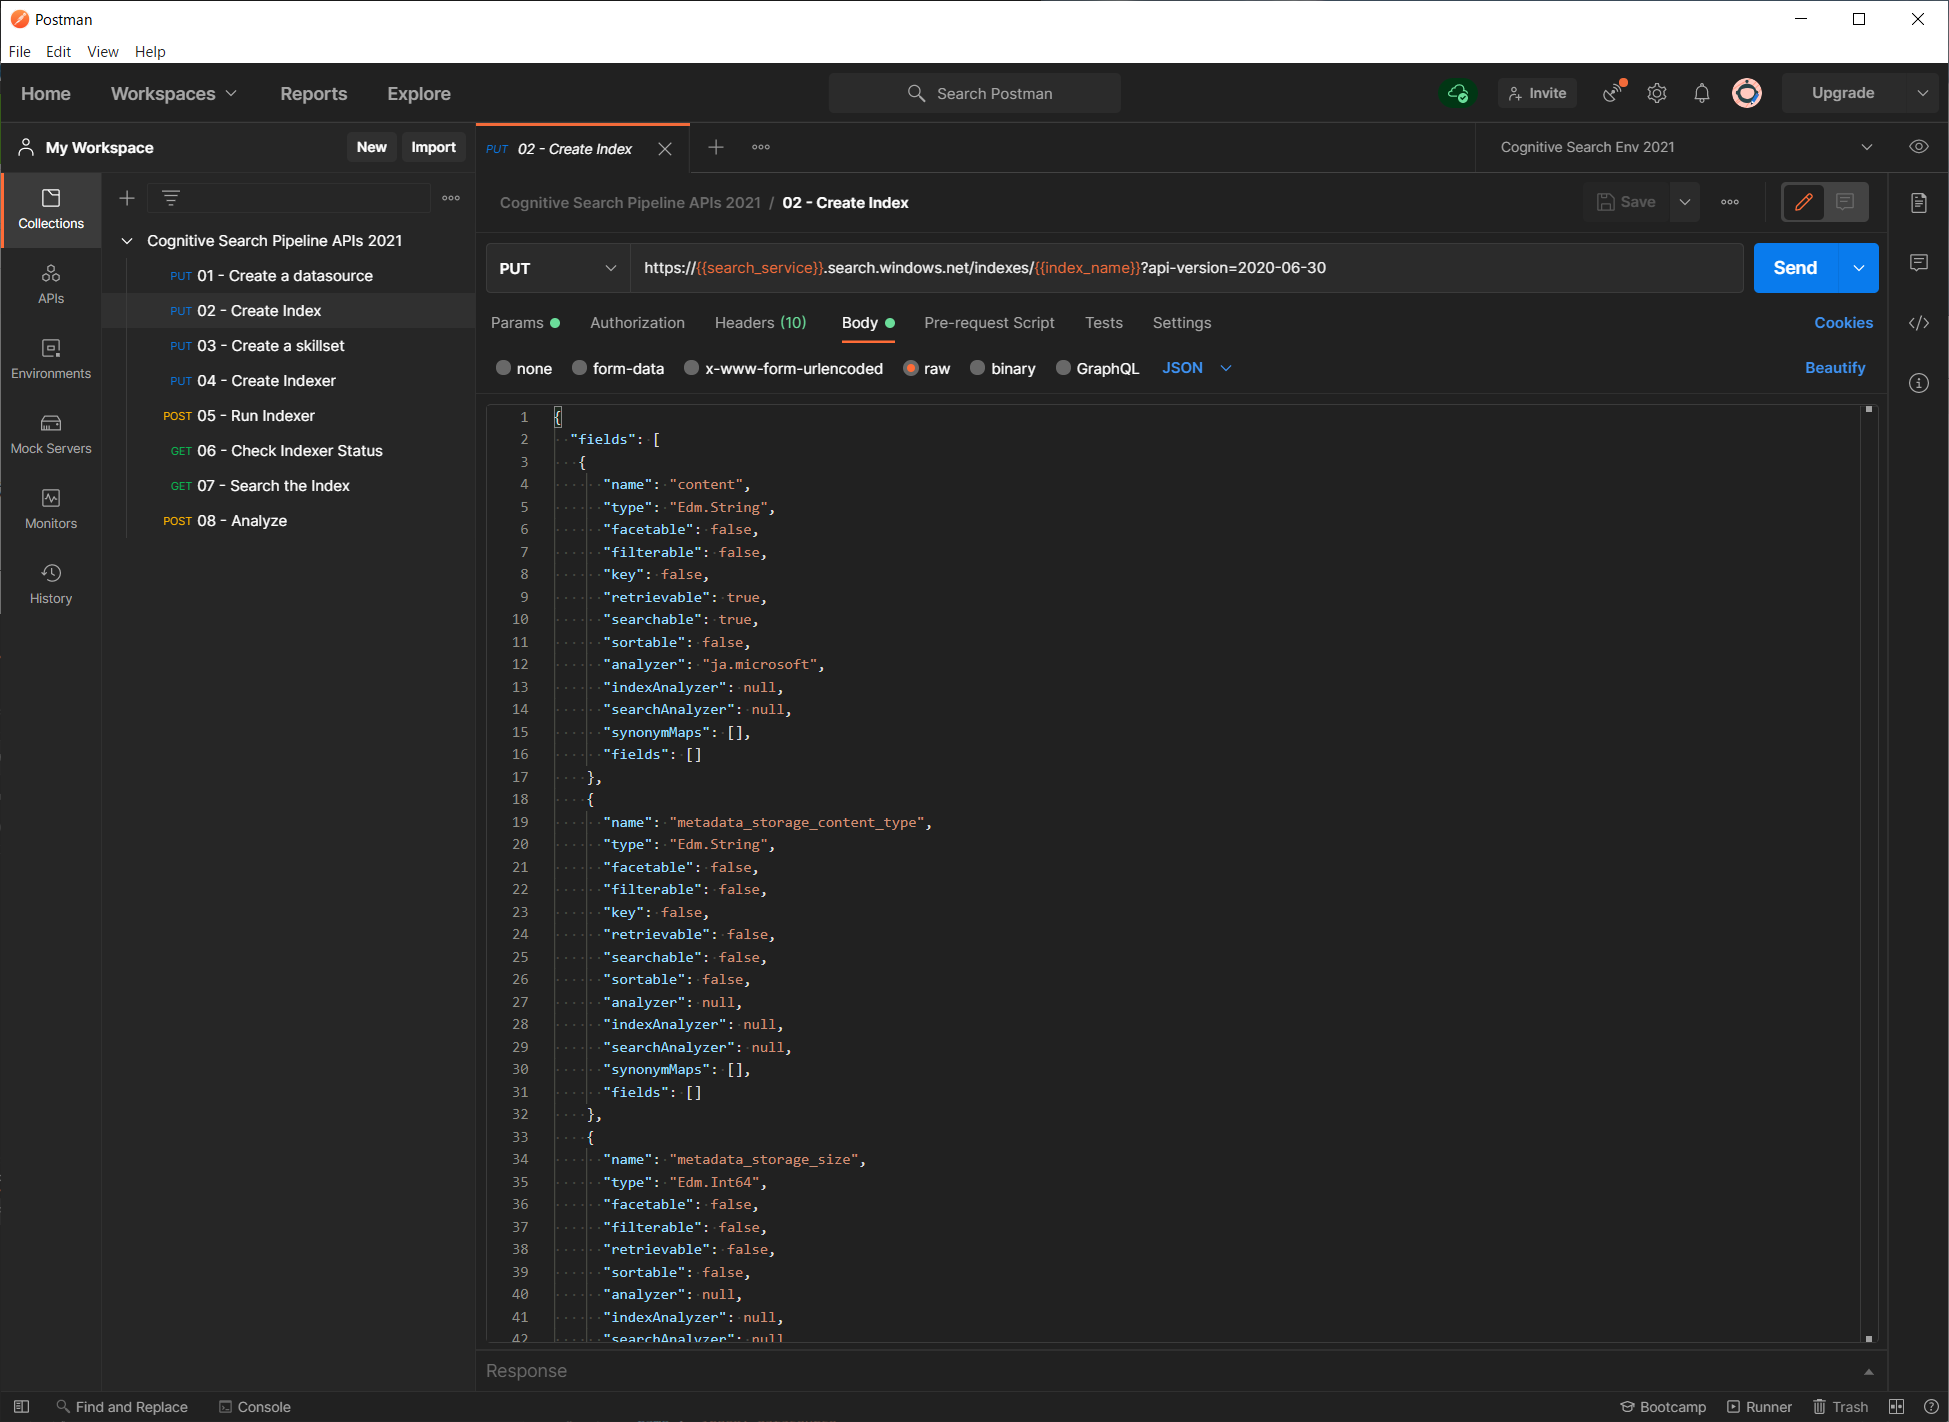 Postman
File Edit View Help
Home Workspaces Reports Explore Search Postman Invite Upgrade
My Workspace New Import PUT 02 - Create Index Cognitive Search Env 2021
Collections
APIs
Environments
Mock Servers
Monitors
History
Cognitive Search Pipeline APIs 2021
PUT 01 - Create a datasource
PUT 02 - Create Index
PUT 03 - Create a skillset
PUT 04 - Create Indexer
POST 05 - Run Indexer
GET 06 - Check Indexer Status
GET 07 - Search the Index
POST 08 - Analyze
Cognitive Search Pipeline APIs 2021 / 02 - Create Index Save
PUT https://{{search_service}}.search.windows.net/indexes/{{index_name}}?api-version=2020-06-30 Send
Params Authorization Headers (10) Body Pre-request Script Tests Settings Cookies
none form-data x-www-form-urlencoded raw binary GraphQL JSON Beautify
1 {
2 "fields": [
3 {
4 "name": "content",
5 "type": "Edm.String",
6 "facetable": false,
7 "filterable": false,
8 "key": false,
9 "retrievable": true,
10 "searchable": true,
11 "sortable": false,
12 "analyzer": "ja.microsoft",
13 "indexAnalyzer": null,
14 "searchAnalyzer": null,
15 "synonymMaps": [],
16 "fields": []
17 },
18 {
19 "name": "metadata_storage_content_type",
20 "type": "Edm.String",
21 "facetable": false,
22 "filterable": false,
23 "key": false,
24 "retrievable": false,
25 "searchable": false,
26 "sortable": false,
27 "analyzer": null,
28 "indexAnalyzer": null,
29 "searchAnalyzer": null,
30 "synonymMaps": [],
31 "fields": []
32 },
33 {
34 "name": "metadata_storage_size",
35 "type": "Edm.Int64",
36 "facetable": false,
37 "filterable": false,
38 "retrievable": false,
39 "sortable": false,
40 "analyzer": null,
41 "indexAnalyzer": null,
42 "searchAnalyzer": null
Response
Find and Replace Console Bootcamp Runner Trash